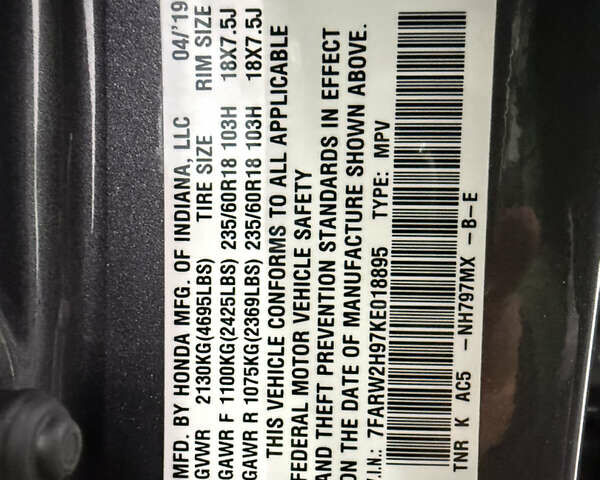 MFD. BY HONDA MFG. OF INDIANA, LLC 04/'19
GVWR 2130KG(4695LBS) TIRE SIZE RIM SIZE
GAWR F 1100KG(2425LBS) 235/60R18 103H 18X7.5J
GAWR R 1075KG(2369LBS) 235/60R18 103H 18X7.5J
THIS VEHICLE CONFORMS TO ALL APPLICABLE
FEDERAL MOTOR VEHICLE SAFETY
AND THEFT PREVENTION STANDARDS IN EFFECT
ON THE DATE OF MANUFACTURE SHOWN ABOVE.
V.I.N.: 7FARW2H97KE018895 TYPE: MPV
TNR K AC5 -NH797MX -B-E